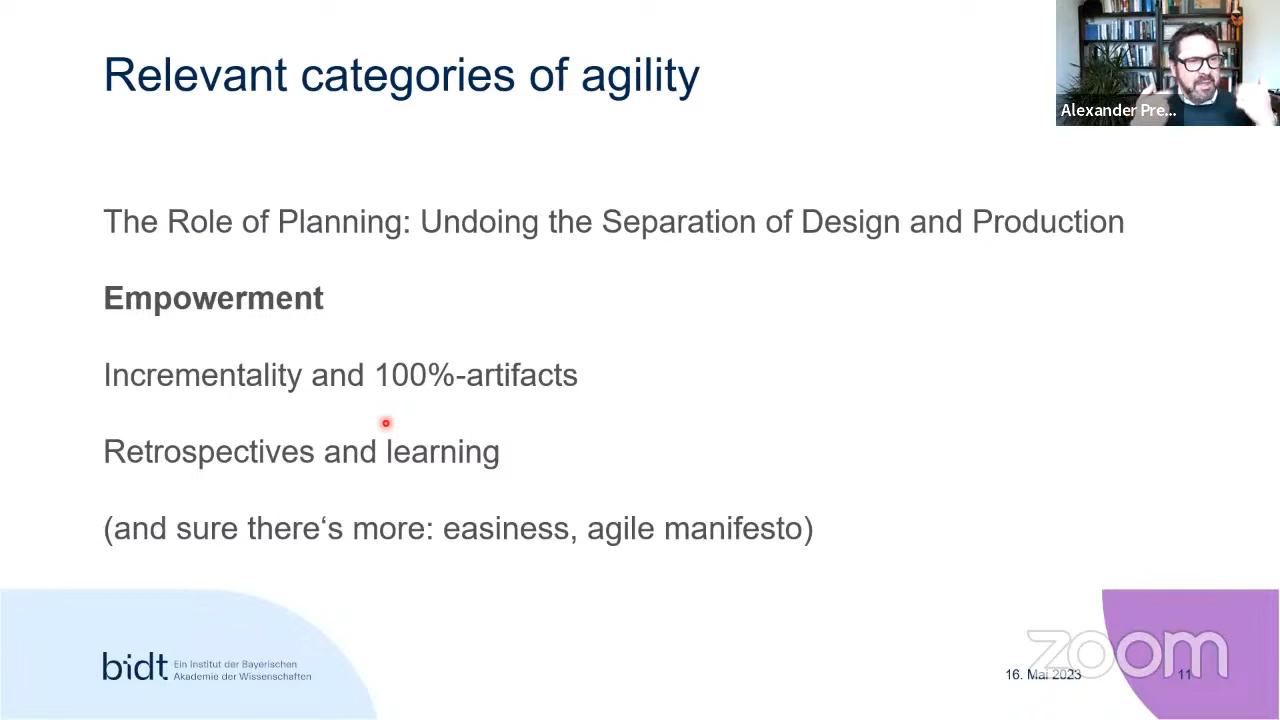 Relevant categories of agility
Alexander Pre...
The Role of Planning: Undoing the Separation of Design and Production
Empowerment
Incrementality and 100%-artifacts
Retrospectives and learning
(and sure there‘s more: easiness, agile manifesto)
bidt
Ein Institut der Bayerischen
Akademie der Wissenschaften
zoom
16. Mai 2023
11